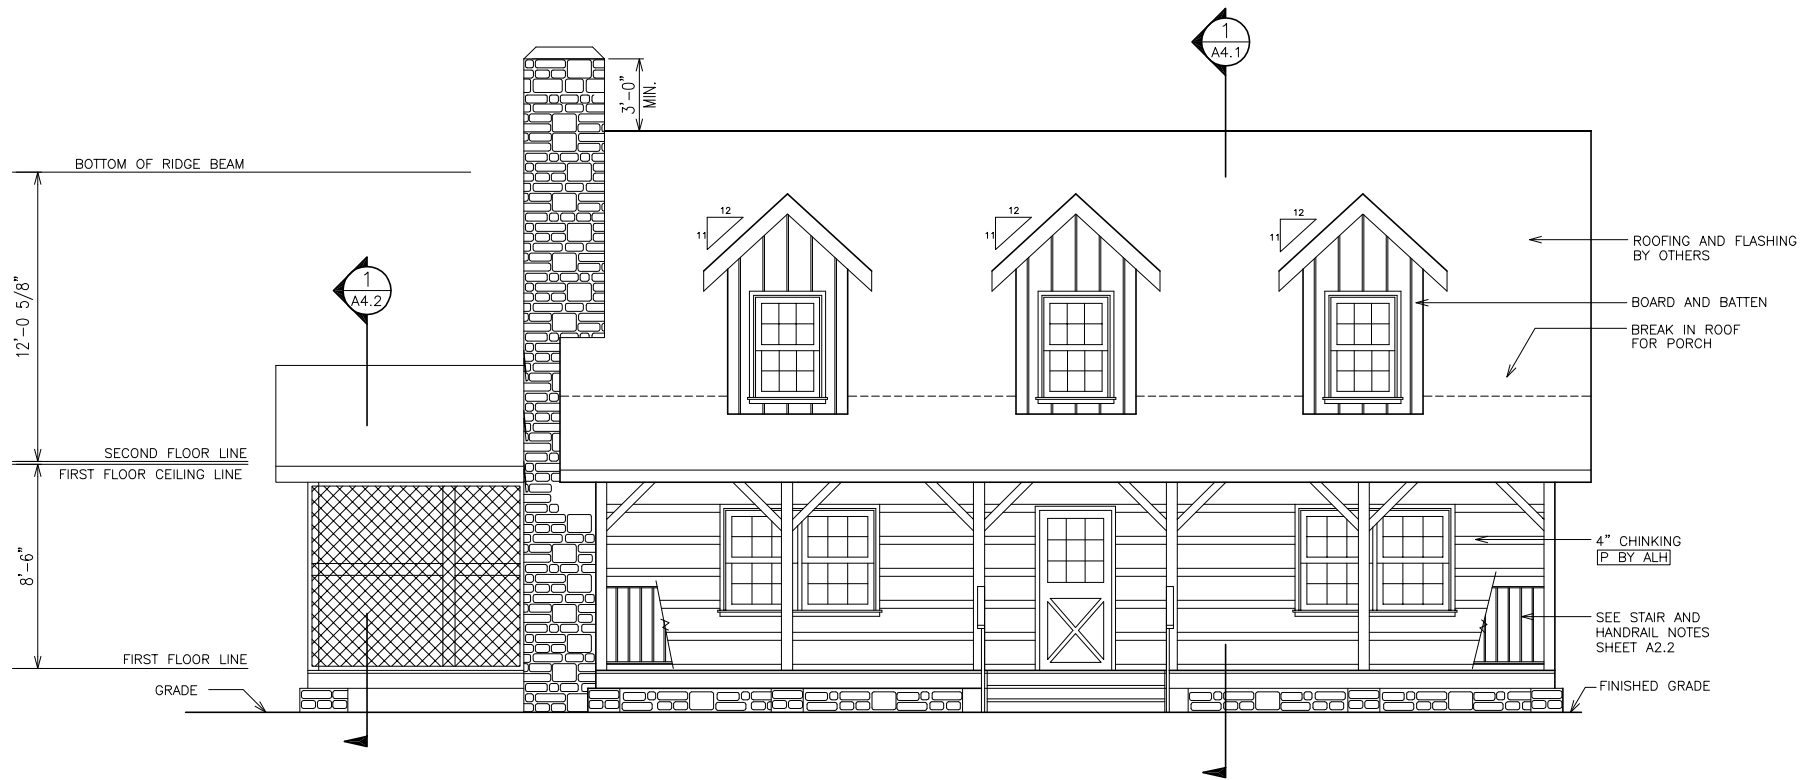 1
A4.1
3'-0"
MIN.
BOTTOM OF RIDGE BEAM
12
11
12
11
12
11
ROOFING AND FLASHING
BY OTHERS
1
A4.2
12'-0 5/8"
BOARD AND BATTEN
BREAK IN ROOF
FOR PORCH
SECOND FLOOR LINE
FIRST FLOOR CEILING LINE
8'-6"
4" CHINKING
P BY ALH
SEE STAIR AND
HANDRAIL NOTES
SHEET A2.2
FIRST FLOOR LINE
GRADE
FINISHED GRADE